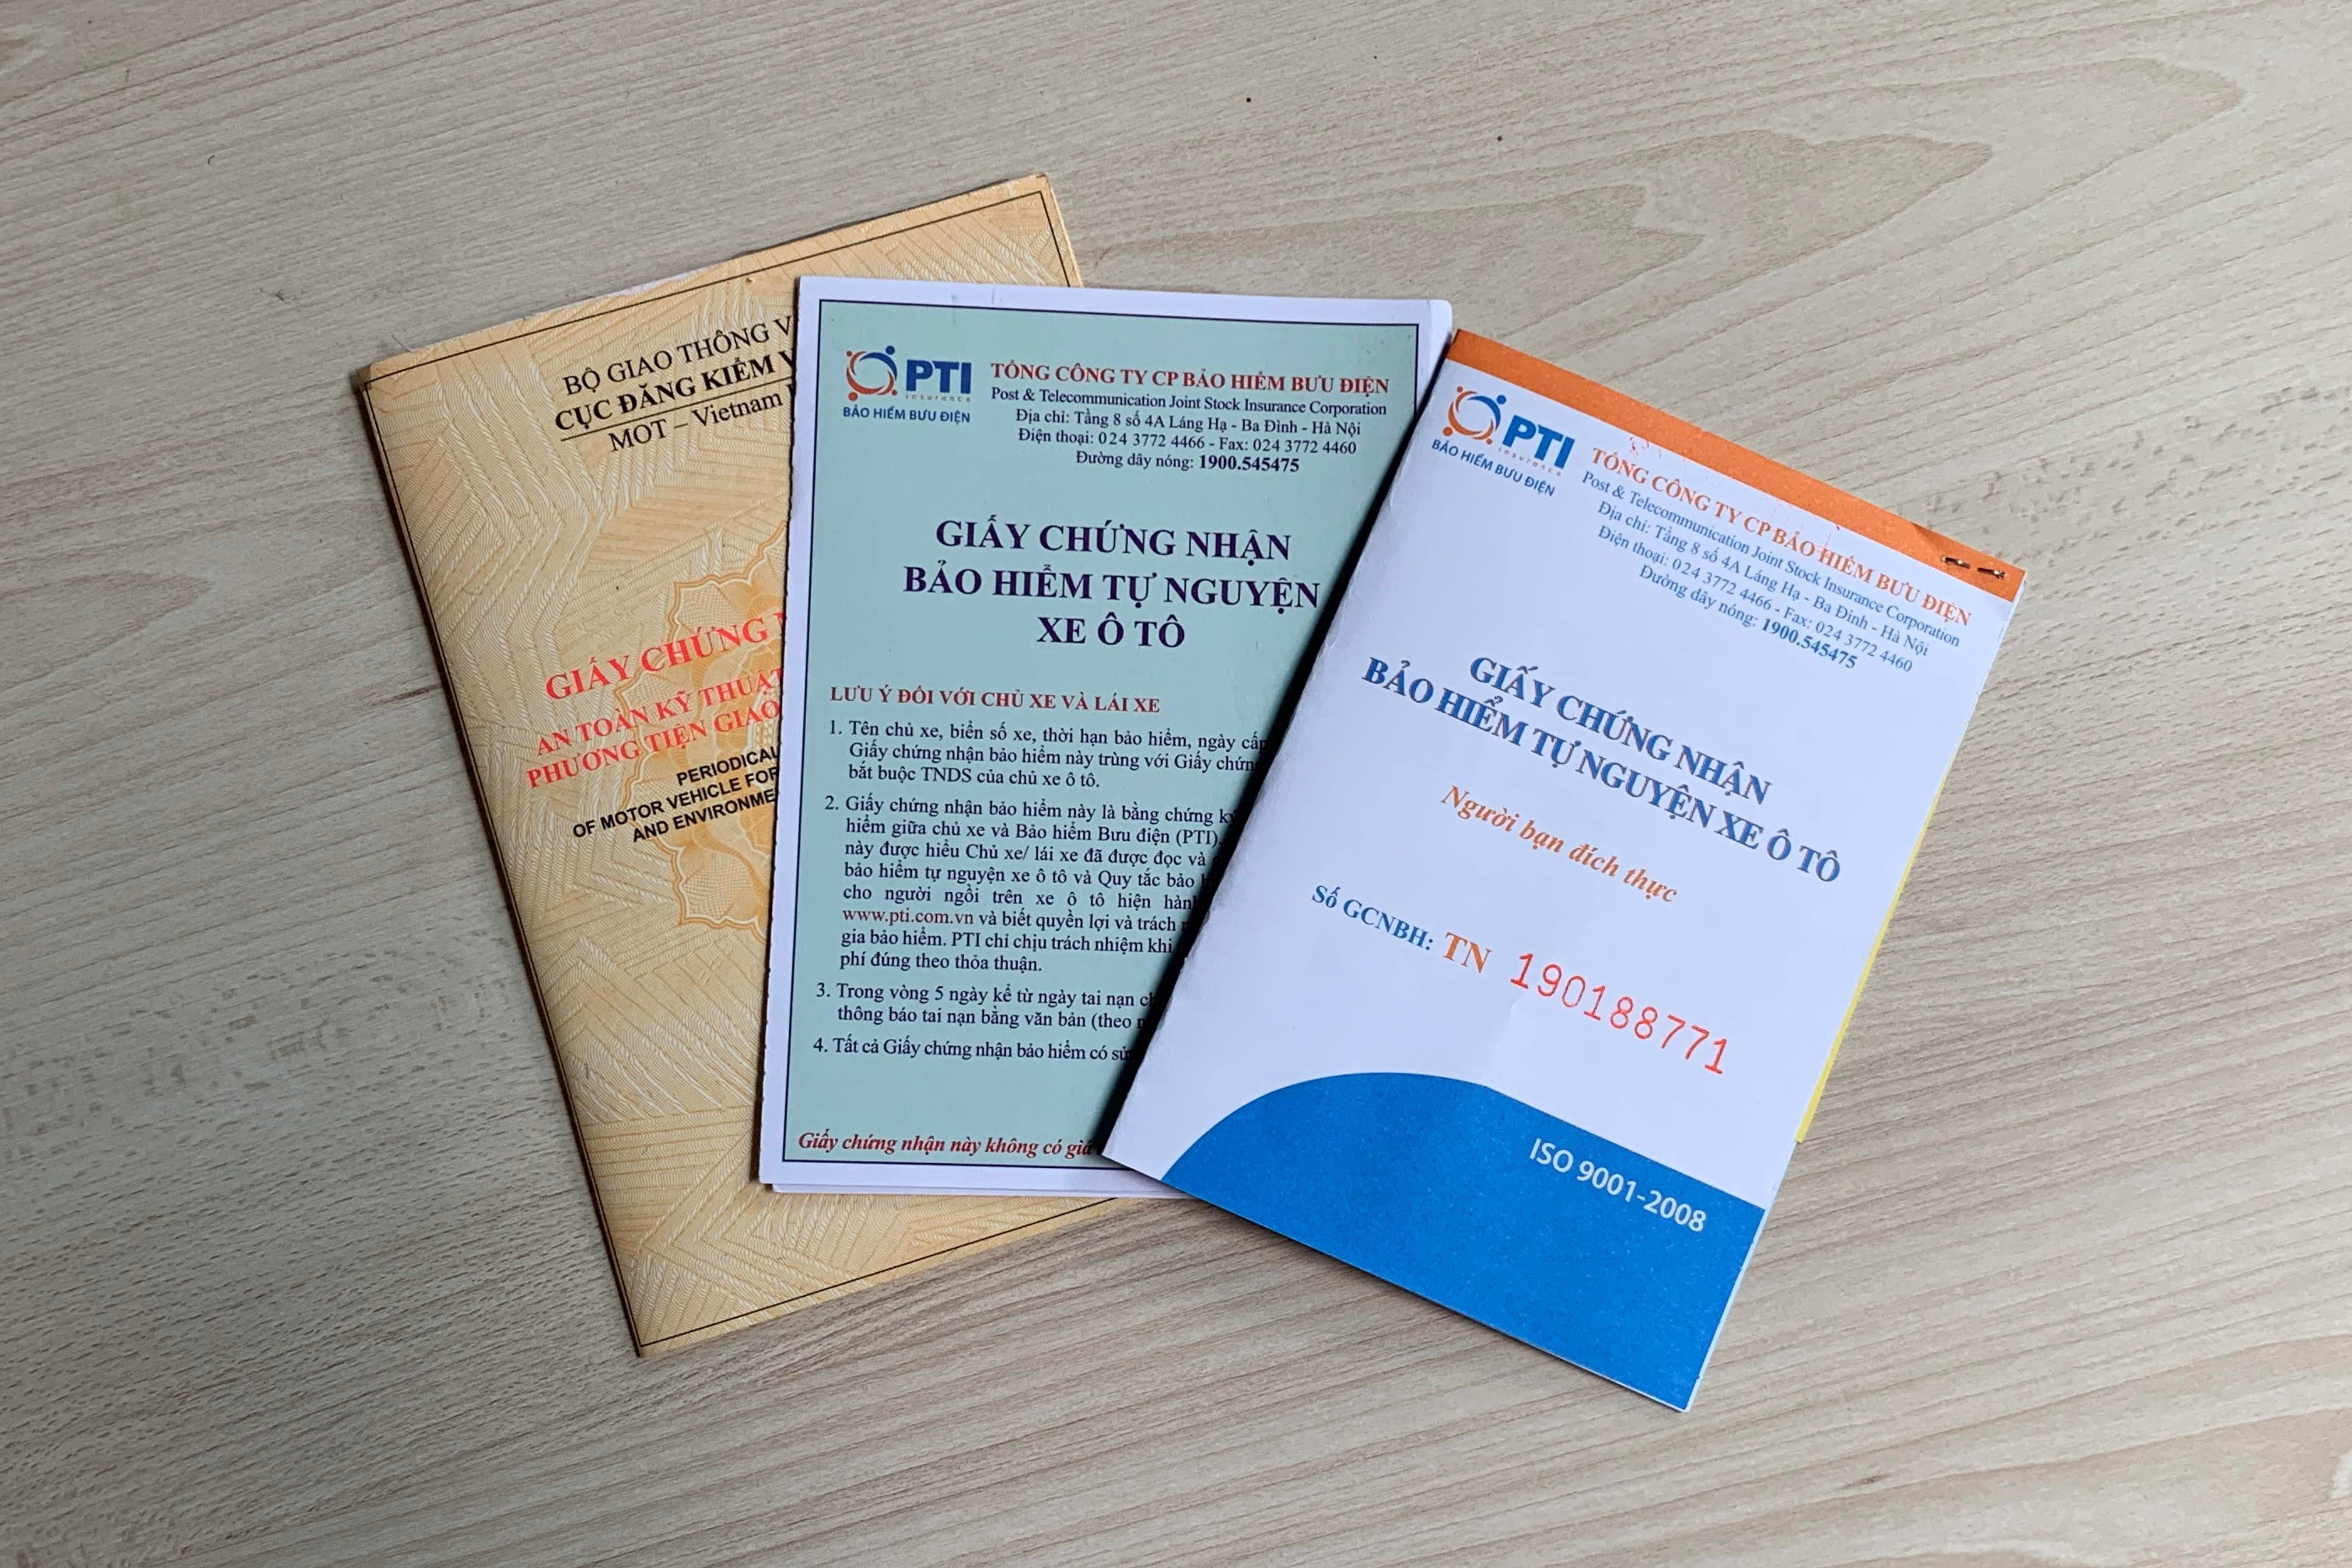 BỘ GIAO THÔNG
CỤC ĐĂNG KIỂM
MOT – Vietnam
GIẤY CHỨNG
AN TOÀN KỸ THUẬT
PHƯƠNG TIỆN GIAO
PERIODICAL
OF MOTOR VEHICLE FOR
AND ENVIRONME
PTI
insurance
BẢO HIỂM BƯU ĐIỆN
TỔNG CÔNG TY CP BẢO HIỂM BƯU ĐIỆN
Post & Telecommunication Joint Stock Insurance Corporation
Địa chỉ: Tầng 8 số 4A Láng Hạ - Ba Đình - Hà Nội
Điện thoại: 024 3772 4466 - Fax: 024 3772 4460
Đường dây nóng: 1900.545475
GIẤY CHỨNG NHẬN
BẢO HIỂM TỰ NGUYỆN
XE Ô TÔ
LƯU Ý ĐỐI VỚI CHỦ XE VÀ LÁI XE
1. Tên chủ xe, biển số xe, thời hạn bảo hiểm, ngày cấp
Giấy chứng nhận bảo hiểm này trùng với Giấy chứng
bắt buộc TNDS của chủ xe ô tô.
2. Giấy chứng nhận bảo hiểm này là bằng chứng
hiểm giữa chủ xe và Bảo hiểm Bưu điện (PTI).
này được hiểu Chủ xe/ lái xe đã được đọc và
bảo hiểm tự nguyện xe ô tô và Quy tắc bảo
cho người ngồi trên xe ô tô hiện hành
www.pti.com.vn và biết quyền lợi và trách
gia bảo hiểm. PTI chỉ chịu trách nhiệm khi
phí đúng theo thỏa thuận.
3. Trong vòng 5 ngày kể từ ngày tai nạn
thông báo tai nạn bằng văn bản (theo
4. Tất cả Giấy chứng nhận bảo hiểm có
Giấy chứng nhận này không có giá
PTI
insurance
BẢO HIỂM BƯU ĐIỆN
TỔNG CÔNG TY CP BẢO HIỂM BƯU ĐIỆN
Post & Telecommunication Joint Stock Insurance Corporation
Địa chỉ: Tầng 8 số 4A Láng Hạ - Ba Đình - Hà Nội
Điện thoại: 024 3772 4466 - Fax: 024 3772 4460
Đường dây nóng: 1900.545475
GIẤY CHỨNG NHẬN
BẢO HIỂM TỰ NGUYỆN XE Ô TÔ
Người bạn đích thực
Số GCNBH: TN 190188771
ISO 9001-2008